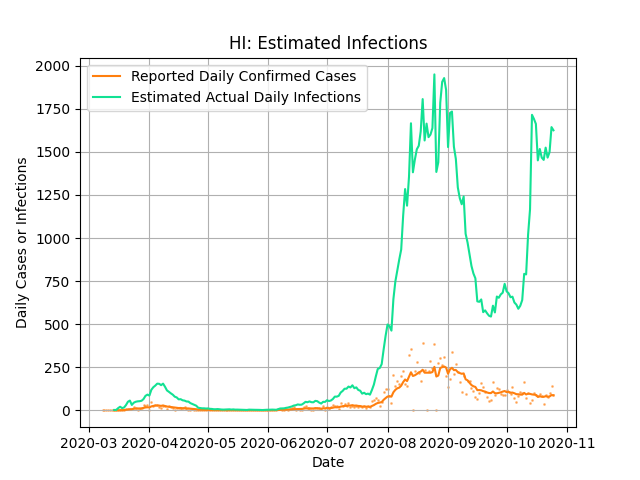 HI: Estimated Infections
Reported Daily Confirmed Cases
Estimated Actual Daily Infections
Daily Cases or Infections
2000
1750
1500
1250
1000
750
500
250
0
2020-03 2020-04 2020-05 2020-06 2020-07 2020-08 2020-09 2020-10 2020-11
Date